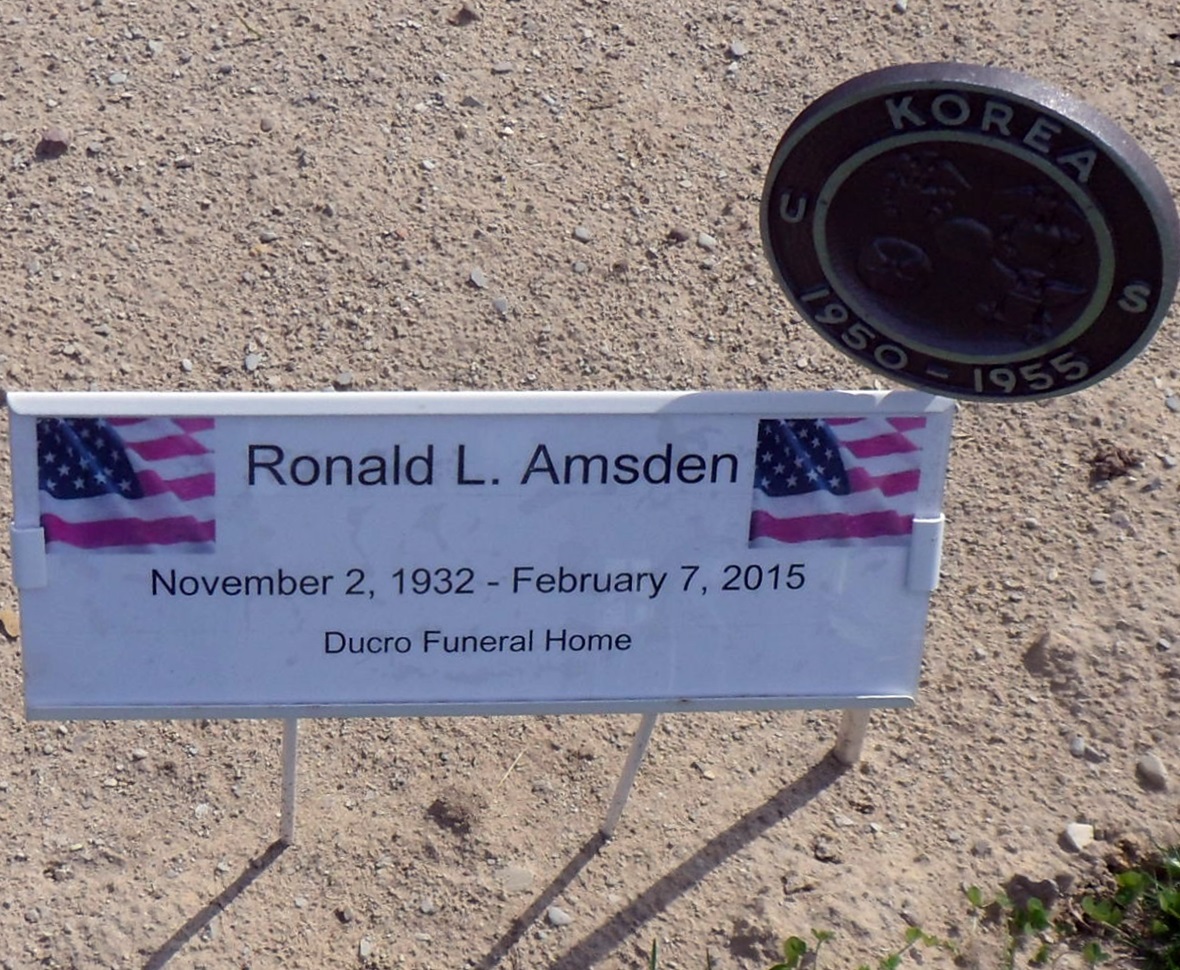 KOREA
U S
1950 - 1955
Ronald L. Amsden
November 2, 1932 - February 7, 2015
Ducro Funeral Home